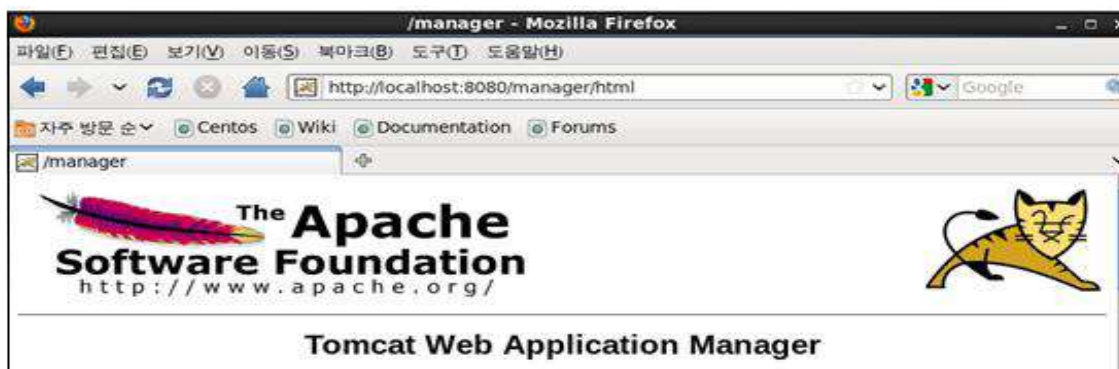 /manager - Mozilla Firefox
파일(F) 편집(E) 보기(V) 이동(S) 북마크(B) 도구(T) 도움말(H)
http://localhost:8080/manager/html
Google
자주 방문 순 Centos Wiki Documentation Forums
/manager
The Apache
Software Foundation
http://www.apache.org/
Tomcat Web Application Manager